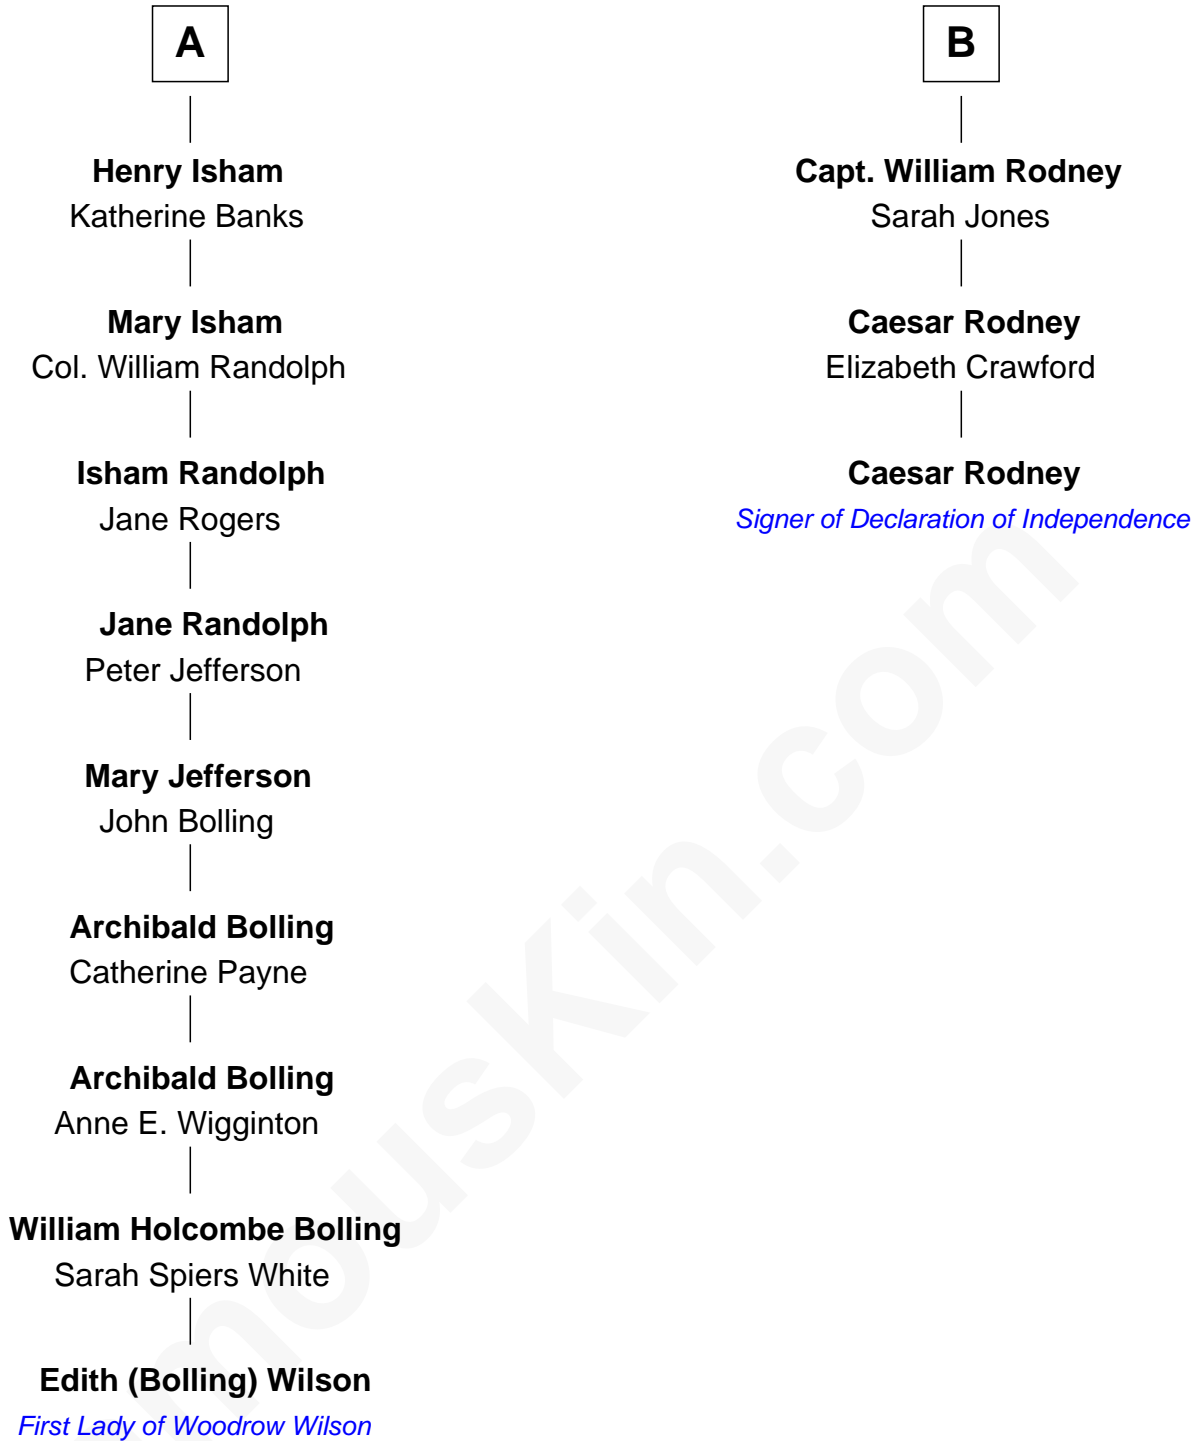 A
Henry Isham
Katherine Banks
Mary Isham
Col. William Randolph
Isham Randolph
Jane Rogers
Jane Randolph
Peter Jefferson
Mary Jefferson
John Bolling
Archibald Bolling
Catherine Payne
Archibald Bolling
Anne E. Wigginton
William Holcombe Bolling
Sarah Spiers White
Edith (Bolling) Wilson
First Lady of Woodrow Wilson
B
Capt. William Rodney
Sarah Jones
Caesar Rodney
Elizabeth Crawford
Caesar Rodney
Signer of Declaration of Independence
mouskin.com